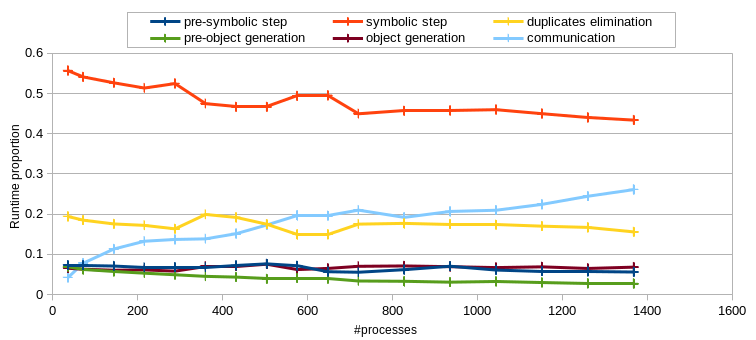 pre-symbolic step symbolic step duplicates elimination
pre-object generation object generation communication
0.6
0.5
0.4
0.3
0.2
0.1
0
Runtime proportion
0 200 400 600 800 1000 1200 1400 1600
#processes